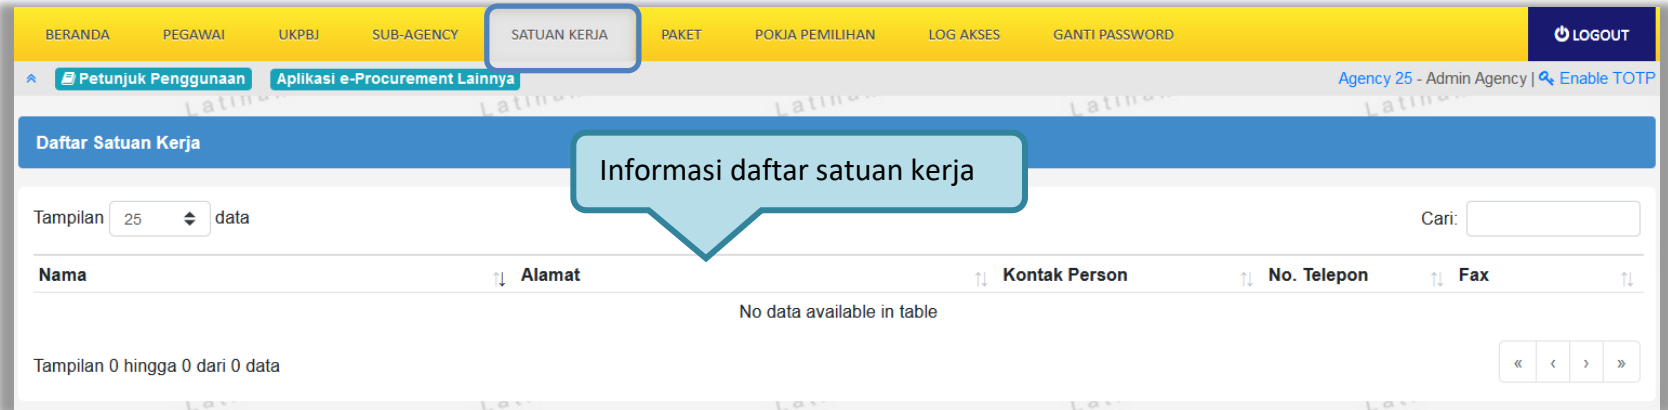 BERANDA PEGAWAI UKPBJ SUB-AGENCY SATUAN KERJA PAKET POKJA PEMILIHAN LOG AKSES GANTI PASSWORD LOGOUT
Petunjuk Penggunaan Aplikasi e-Procurement Lainnya Agency 25 - Admin Agency | Enable TOTP
Daftar Satuan Kerja
Informasi daftar satuan kerja
Tampilan 25 data Cari:
Nama Alamat Kontak Person No. Telepon Fax
No data available in table
Tampilan 0 hingga 0 dari 0 data « ‹ › »